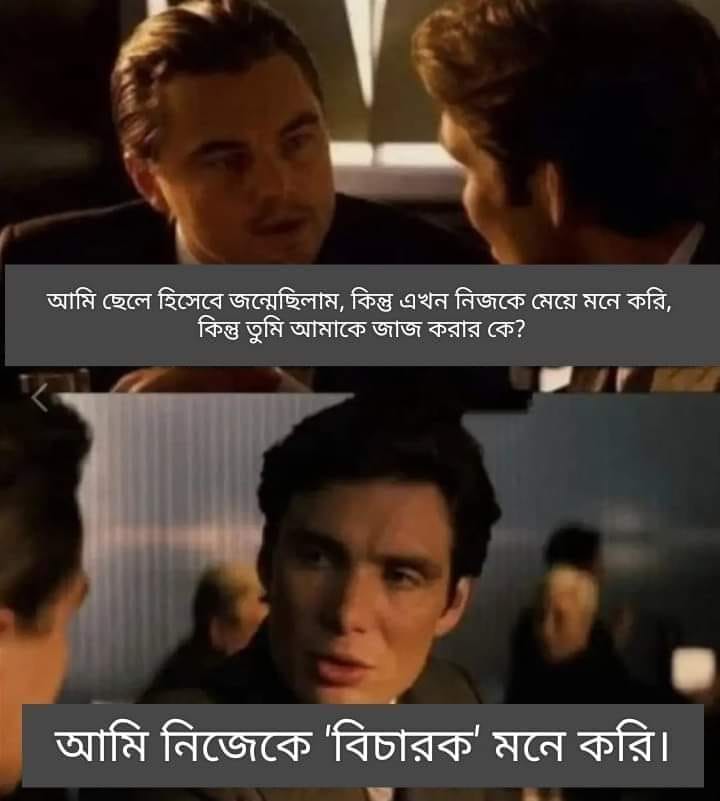 আমি ছেলে হিসেবে জন্মেছিলাম, কিন্তু এখন নিজকে মেয়ে মনে করি,
কিন্তু তুমি আমাকে জাজ করার কে?
আমি নিজেকে 'বিচারক' মনে করি।